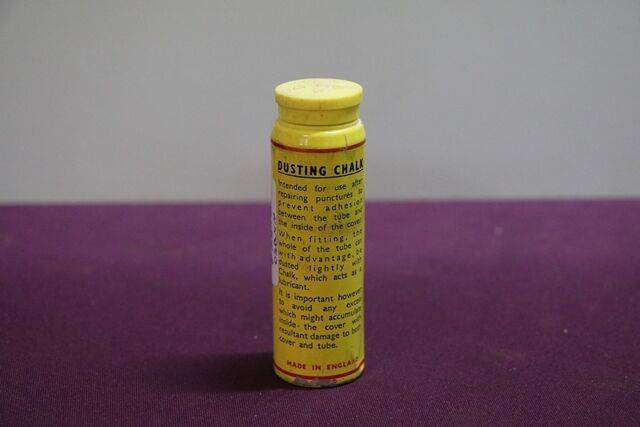 DUSTING CHALK
Intended for use after
repairing punctures to
prevent adhesion
between the tube and
the inside of the cover
When fitting, the
whole of the tube can
with advantage, be
dusted lightly with
Chalk, which acts as a
lubricant.
It is important however
to avoid any excess
which might accumulate
inside the cover with
resultant damage to both
cover and tube.
MADE IN ENGLAND